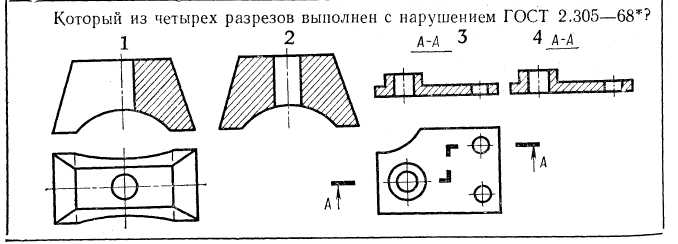 Который из четырех разрезов выполнен с нарушением ГОСТ 2.305—68*?
1 2 А-А 3 4 А-А
А А